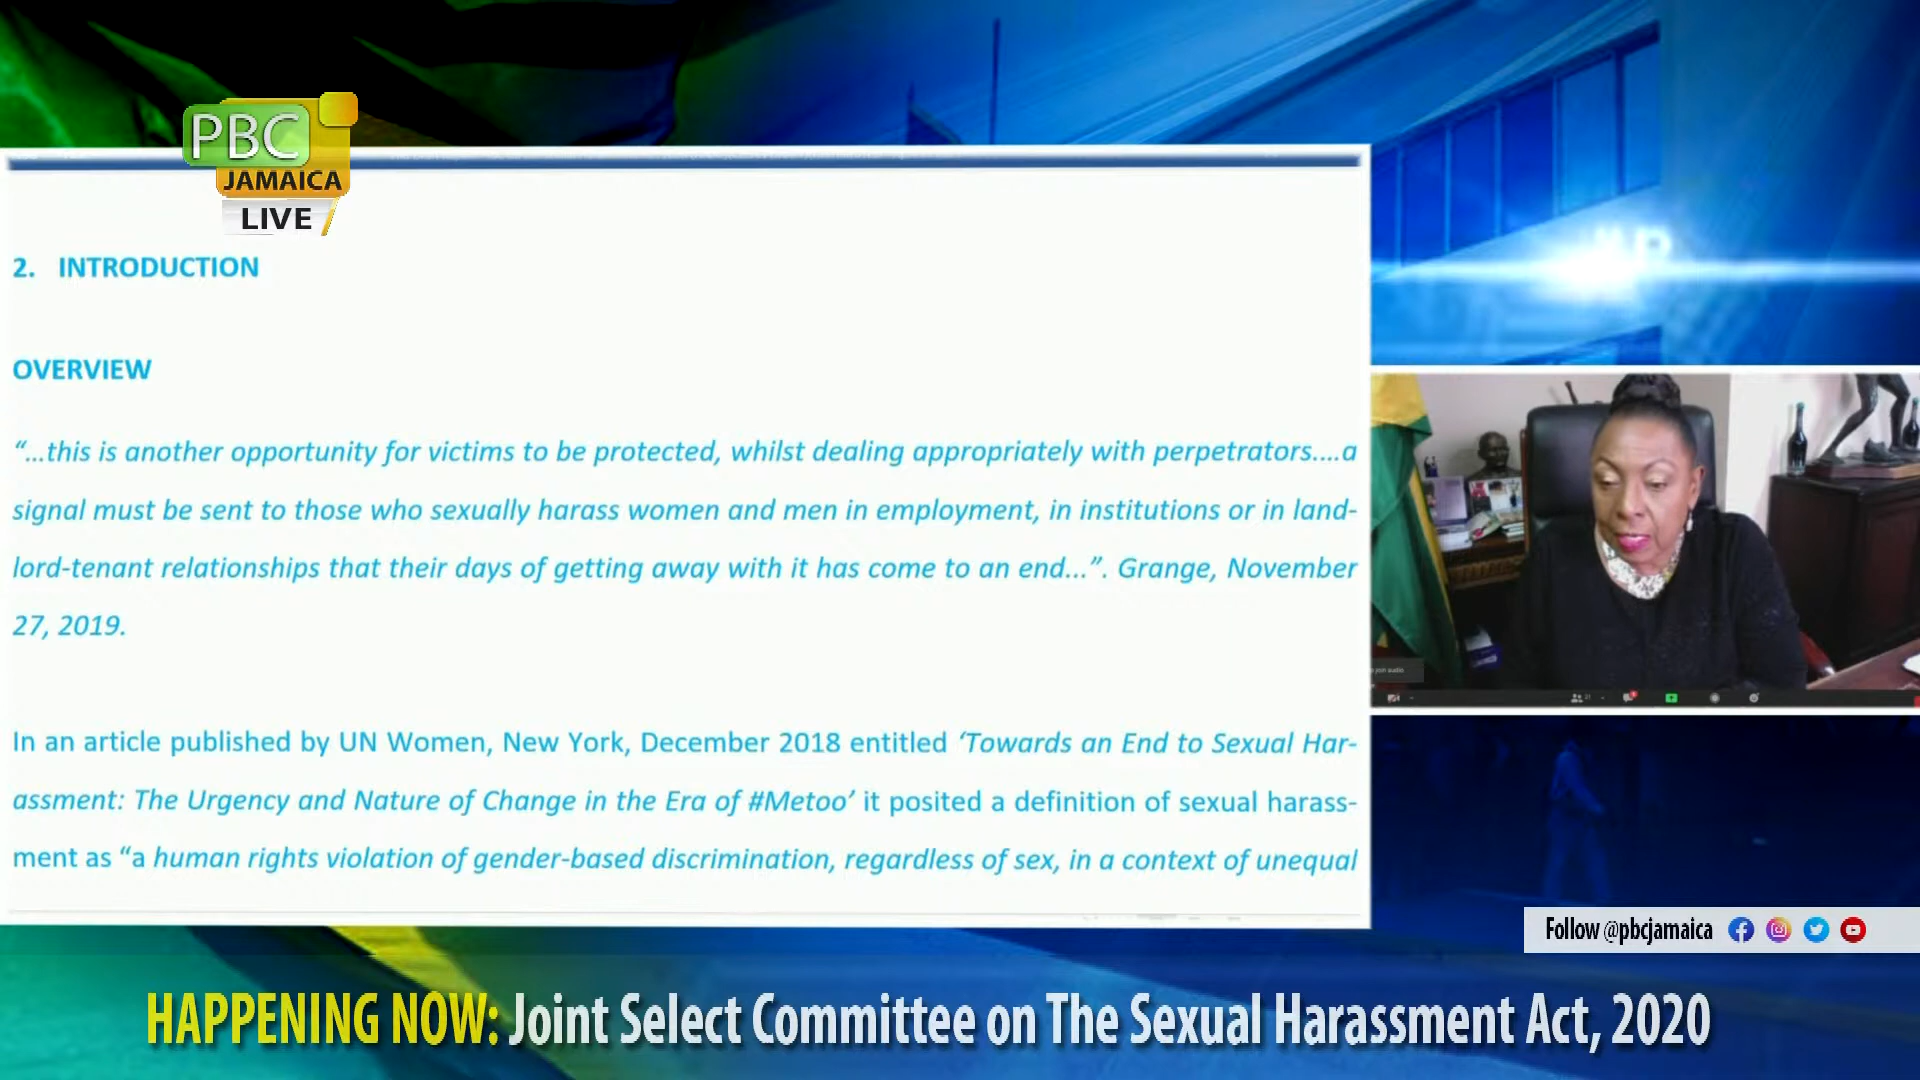 PBC
JAMAICA
LIVE
2. INTRODUCTION
OVERVIEW
“…this is another opportunity for victims to be protected, whilst dealing appropriately with perpetrators….a
signal must be sent to those who sexually harass women and men in employment, in institutions or in land-
lord-tenant relationships that their days of getting away with it has come to an end…”. Grange, November
27, 2019.
In an article published by UN Women, New York, December 2018 entitled ‘Towards an End to Sexual Har-
assment: The Urgency and Nature of Change in the Era of #Metoo’ it posited a definition of sexual harass-
ment as “a human rights violation of gender-based discrimination, regardless of sex, in a context of unequal
Follow @pbcjamaica
HAPPENING NOW: Joint Select Committee on The Sexual Harassment Act, 2020